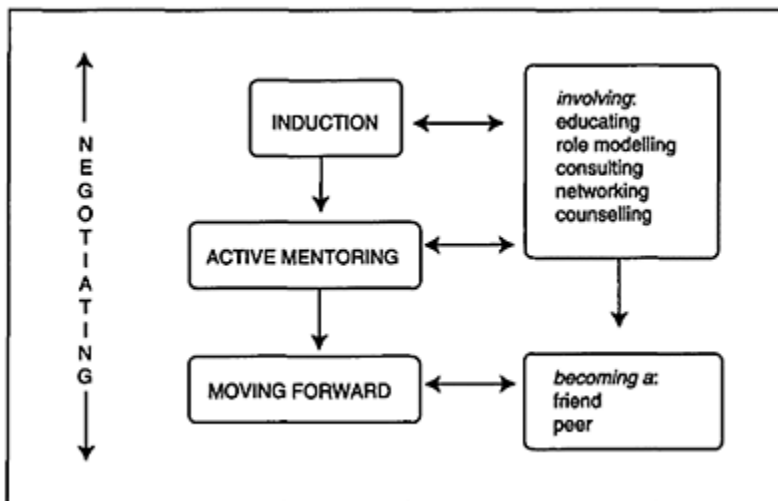 NEGOTIATING
INDUCTION
involving:
educating
role modelling
consulting
networking
counselling
ACTIVE MENTORING
MOVING FORWARD
becoming a:
friend
peer